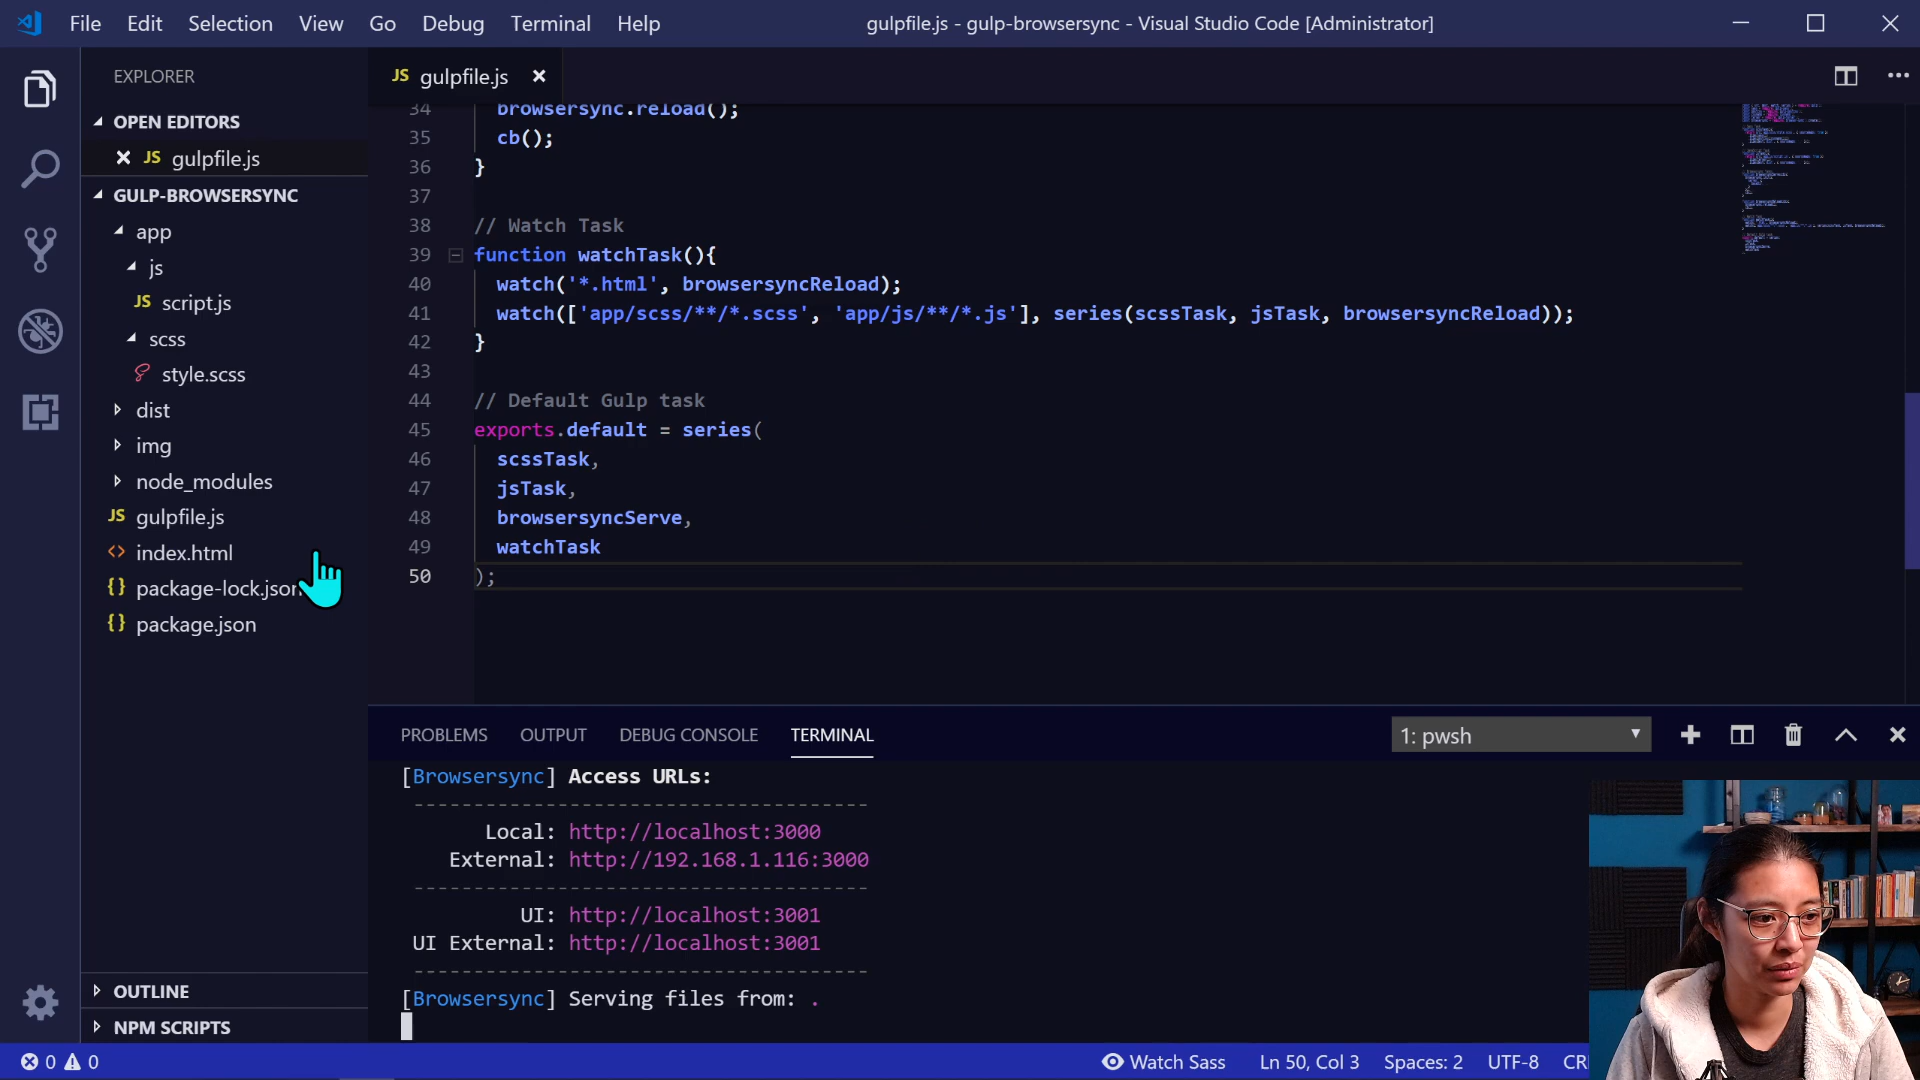 File Edit Selection View Go Debug Terminal Help
gulpfile.js - gulp-browsersync - Visual Studio Code [Administrator]
EXPLORER
OPEN EDITORS
JS gulpfile.js
GULP-BROWSERSYNC
app
js
JS script.js
scss
style.scss
dist
img
node_modules
JS gulpfile.js
<> index.html
{} package-lock.json
{} package.json
OUTLINE
NPM SCRIPTS
JS gulpfile.js
34 browsersync.reload();
35 cb();
36 }
37
38 // Watch Task
39 function watchTask(){
40 watch('*.html', browsersyncReload);
41 watch(['app/scss/**/*.scss', 'app/js/**/*.js'], series(scssTask, jsTask, browsersyncReload));
42 }
43
44 // Default Gulp task
45 exports.default = series(
46 scssTask,
47 jsTask,
48 browsersyncServe,
49 watchTask
50 );
PROBLEMS OUTPUT DEBUG CONSOLE TERMINAL
1: pwsh
[Browsersync] Access URLs:
--------------------------------------
Local: http://localhost:3000
External: http://192.168.1.116:3000
--------------------------------------
UI: http://localhost:3001
UI External: http://localhost:3001
--------------------------------------
[Browsersync] Serving files from: .
0 0
Watch Sass Ln 50, Col 3 Spaces: 2 UTF-8 CR